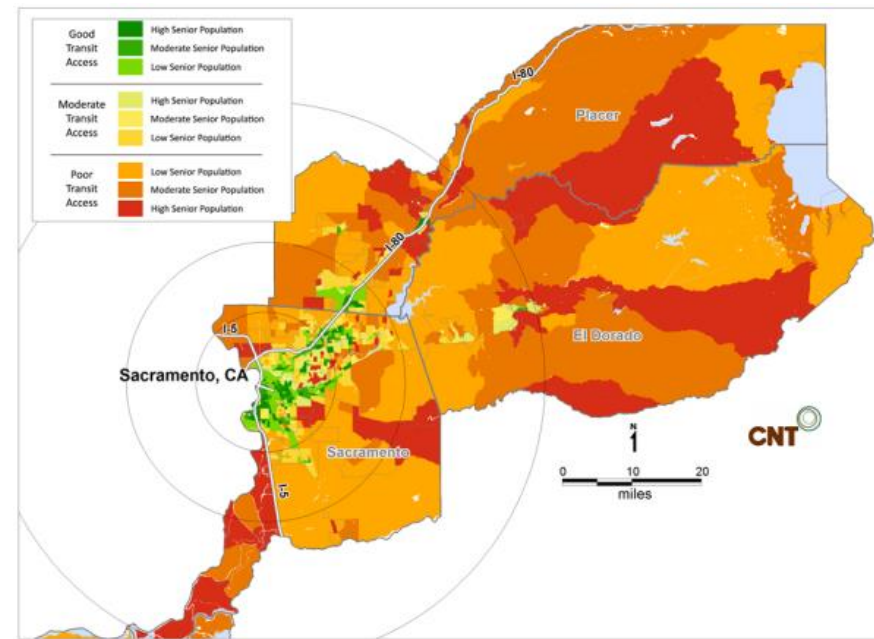 Good
Transit
Access
High Senior Population
Moderate Senior Population
Low Senior Population
Moderate
Transit
Access
High Senior Population
Moderate Senior Population
Low Senior Population
Poor
Transit
Access
Low Senior Population
Moderate Senior Population
High Senior Population
I-80
Placer
I-80
I-5
Sacramento, CA
El Dorado
Sacramento
I-5
N
CNT
0 10 20
miles